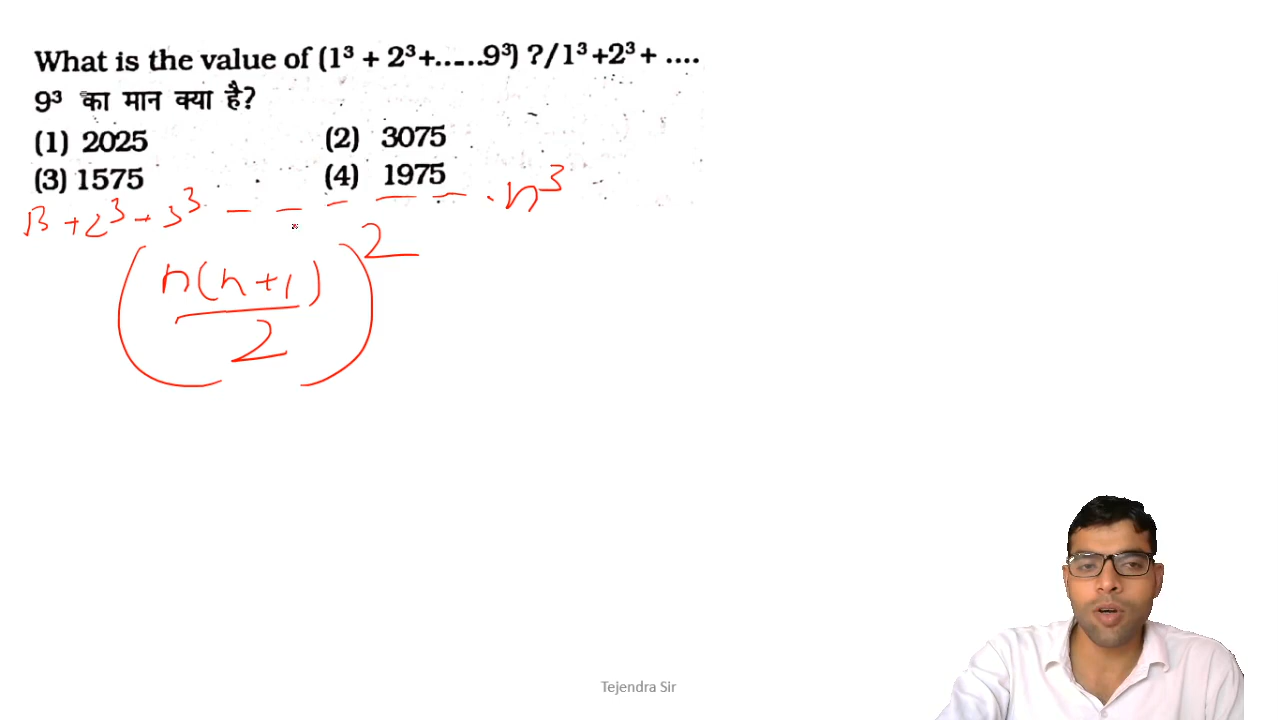 What is the value of (1³ + 2³+......9³) ?/1³+2³+ ....
9³ का मान क्या है?
(1) 2025 (2) 3075
(3) 1575 (4) 1975
1³ + 2³ + 3³ - - - - - . n³
(n(n+1)/2)²
Tejendra Sir